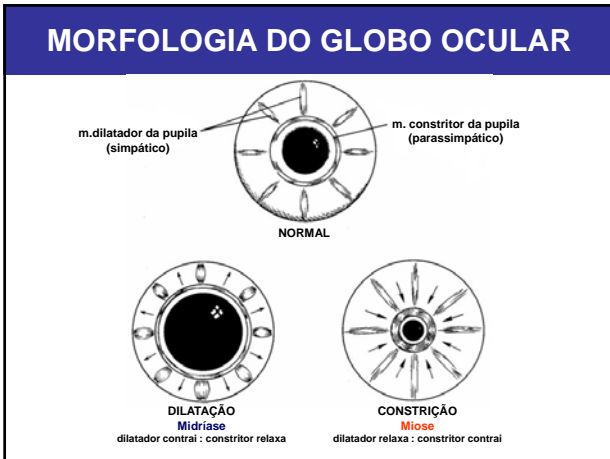 MORFOLOGIA DO GLOBO OCULAR
m.dilatador da pupila
(simpático)
m. constritor da pupila
(parassimpático)
NORMAL
DILATAÇÃO
Midríase
dilatador contrai : constritor relaxa
CONSTRIÇÃO
Miose
dilatador relaxa : constritor contrai